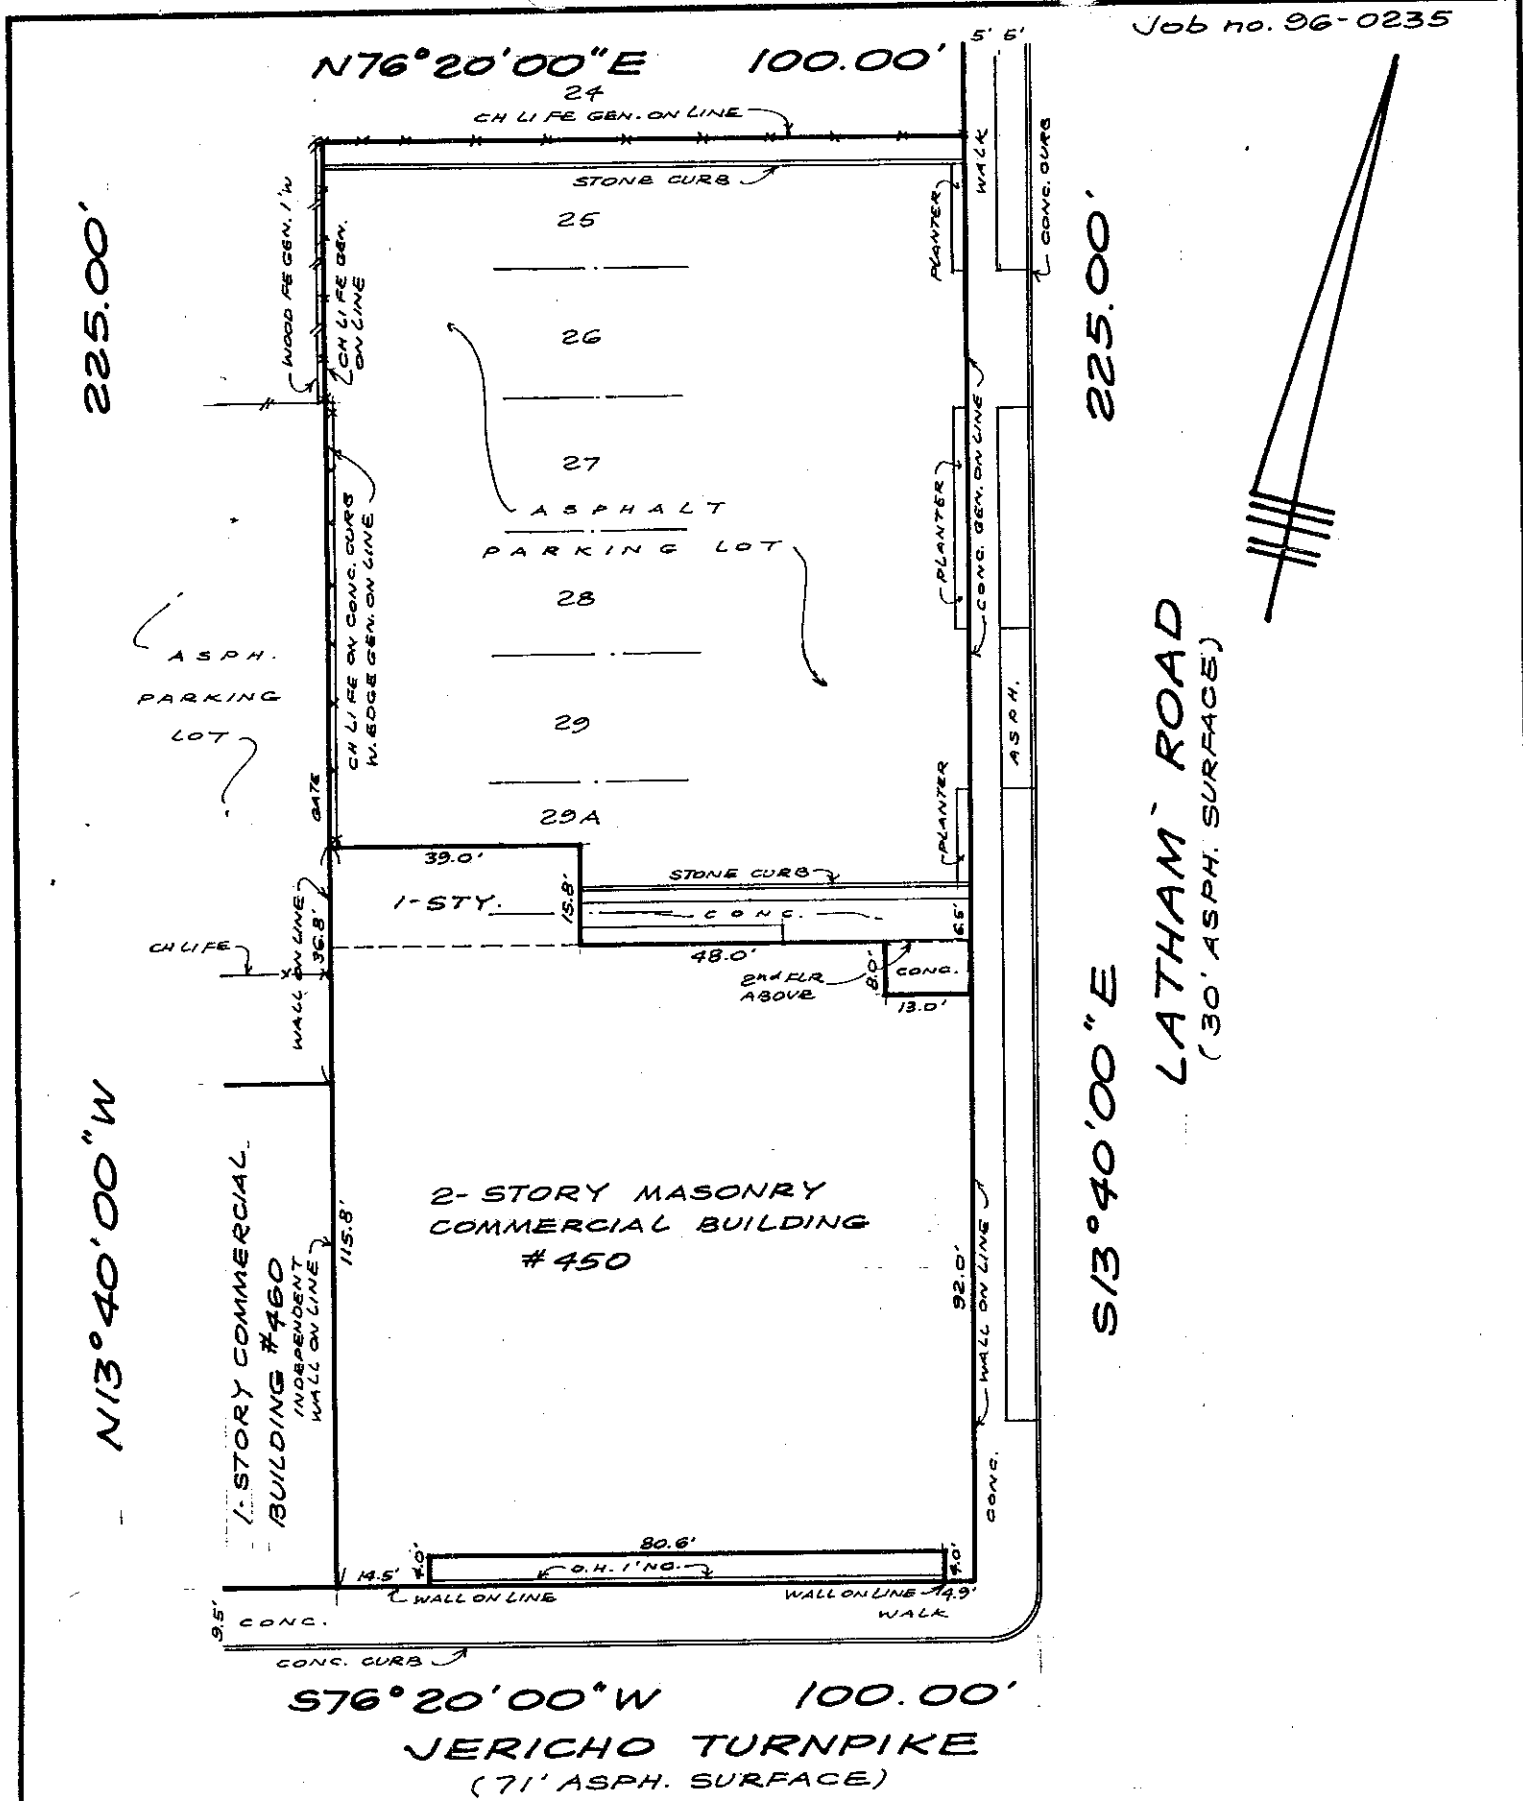 Job no. 96-0235
N76°20'00"E 100.00'
5' 5'
24
CH LI FE GEN. ON LINE
STONE CURB
WALK
CONC. CURB
PLANTER
WOOD FE GEN. 1'W
CH LI FE GEN.
ON LINE
225.00'
225.00'
25
26
27
ASPHALT
PARKING LOT
28
29
29A
CONC. GEN. ON LINE
PLANTER
CH LI FE ON CONC. CURB
W. EDGE GEN. ON LINE
ASPH.
PARKING
LOT
GATE
ASPH.
PLANTER
LATHAM ROAD
(30' ASPH. SURFACE)
39.0'
1-STY.
15.8'
STONE CURB
CONC.
6.5'
48.0'
2nd FLR
ABOVE
8.0'
CONC.
13.0'
CH LI FE
WALL ON LINE
36.8'
N13°40'00"W
S13°40'00"E
2-STORY MASONRY
COMMERCIAL BUILDING
#450
1-STORY COMMERCIAL
BUILDING #460
INDEPENDENT
WALL ON LINE
115.8'
92.0'
WALL ON LINE
CONC.
80.6'
14.5'
4.0'
O.H. 1'NO.
4.0'
WALL ON LINE
WALL ON LINE
4.9'
WALK
9.5'
CONC.
CONC. CURB
S76°20'00"W 100.00'
JERICHO TURNPIKE
(71' ASPH. SURFACE)